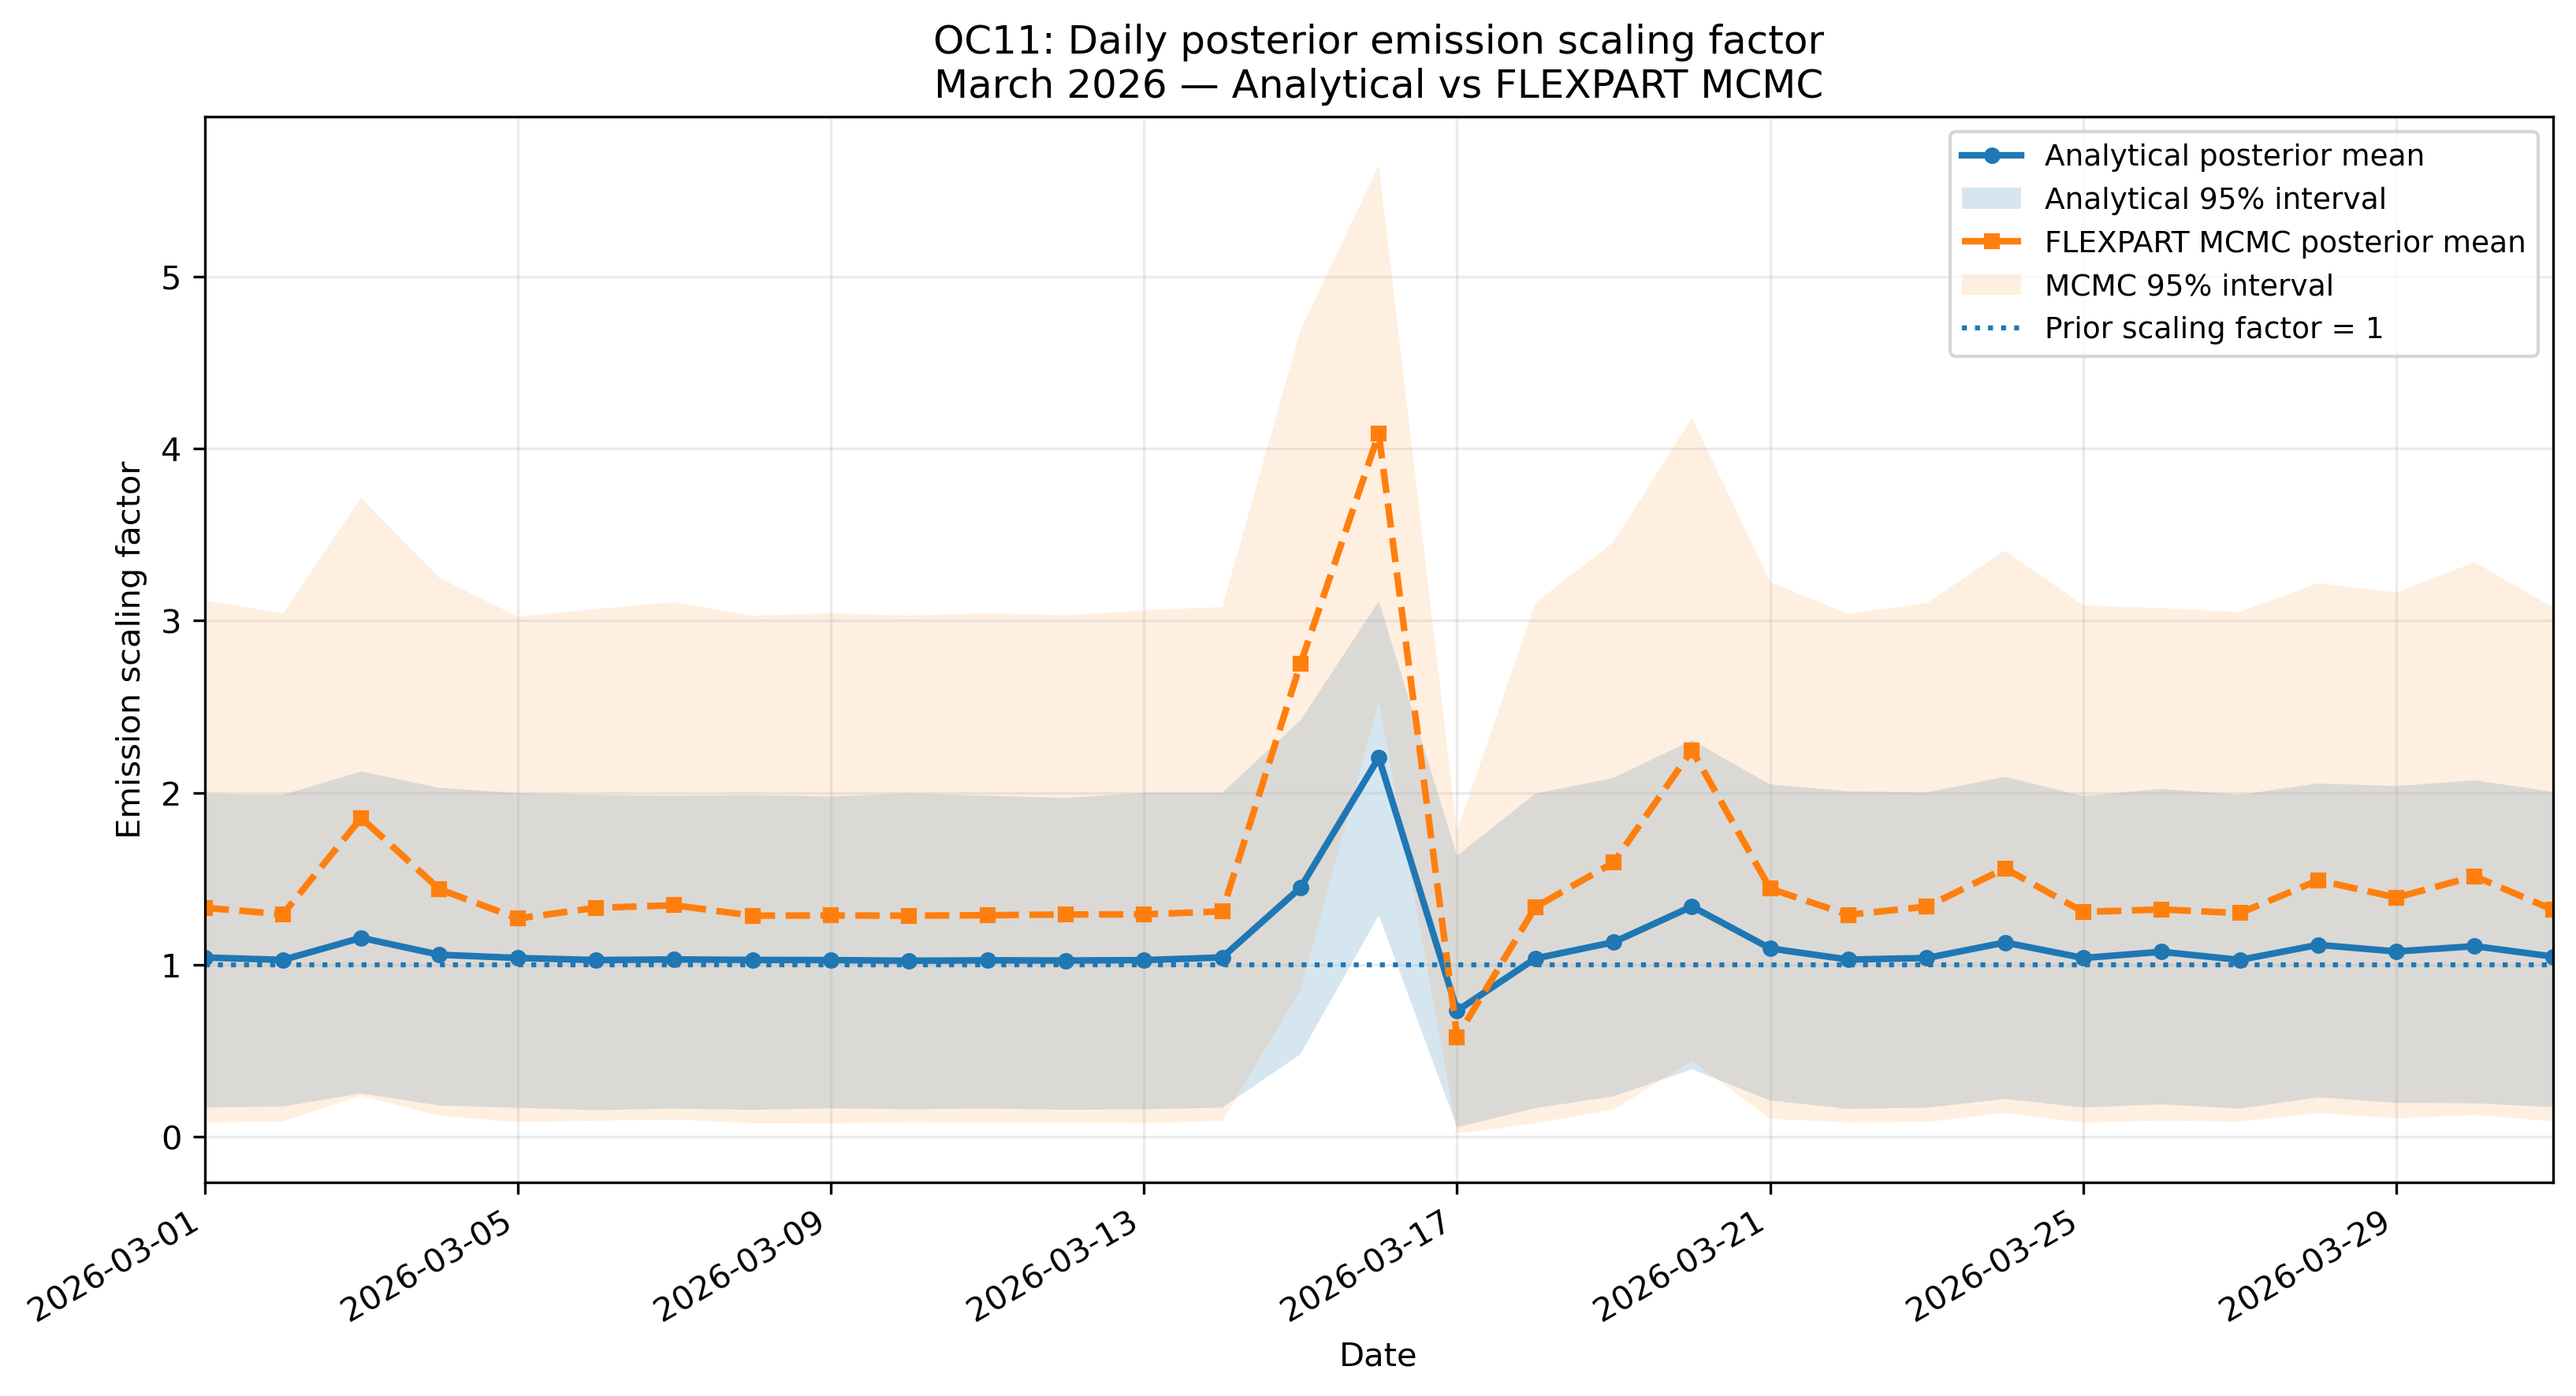 OC11: Daily posterior emission scaling factor
March 2026 — Analytical vs FLEXPART MCMC
Analytical posterior mean
Analytical 95% interval
FLEXPART MCMC posterior mean
MCMC 95% interval
Prior scaling factor = 1
Emission scaling factor
5
4
3
2
1
0
2026-03-01
2026-03-05
2026-03-09
2026-03-13
2026-03-17
2026-03-21
2026-03-25
2026-03-29
Date